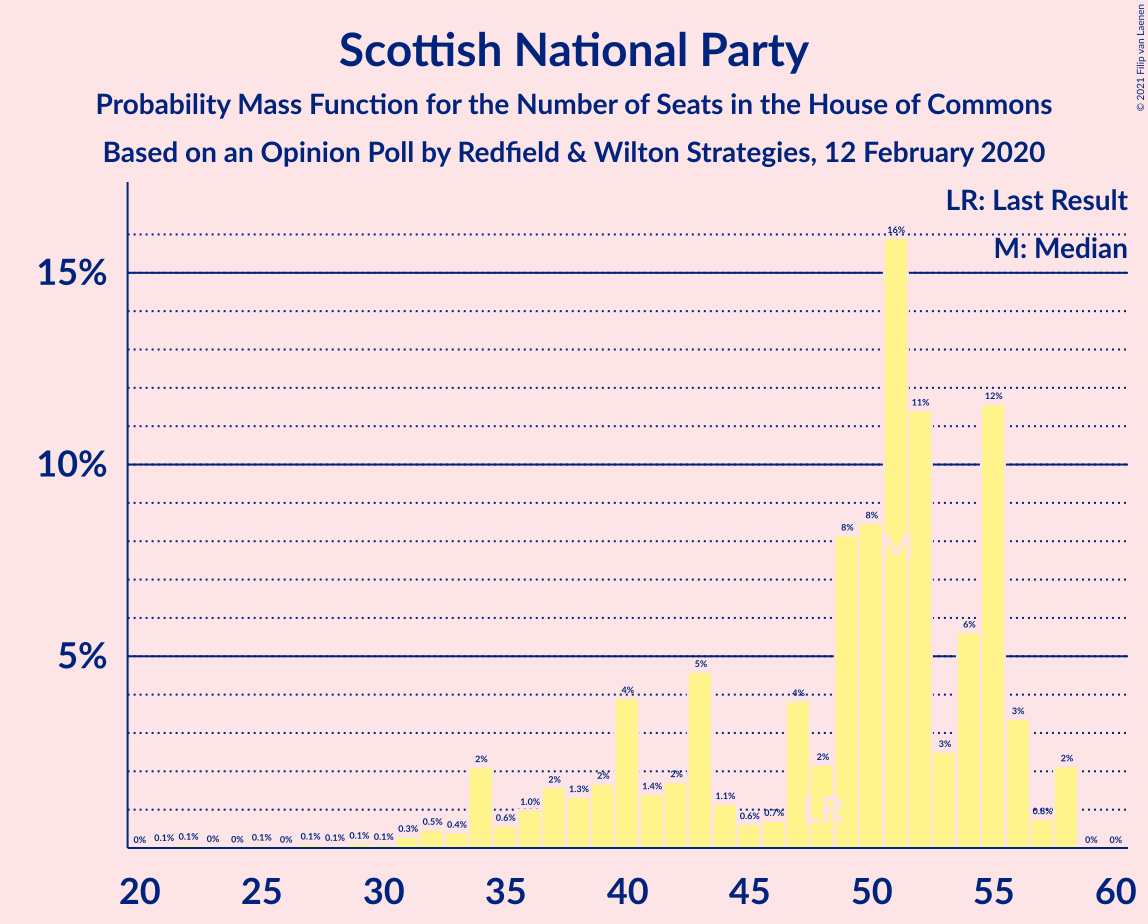 Scottish National Party
Probability Mass Function for the Number of Seats in the House of Commons
Based on an Opinion Poll by Redfield & Wilton Strategies, 12 February 2020
© 2021 Filip van Laenen
LR: Last Result
M: Median
15%
10%
5%
0% 0.1% 0.1% 0% 0% 0.1% 0% 0.1% 0.1% 0.1% 0.1% 0.3% 0.5% 0.4% 2% 0.6% 1.0% 2% 1.3% 2% 4% 1.4% 2% 5% 1.1% 0.6% 0.7% 4% 2% 8% 8% 16% 11% 3% 6% 12% 3% 0.8% 2% 0% 0%
M
LR
20 25 30 35 40 45 50 55 60